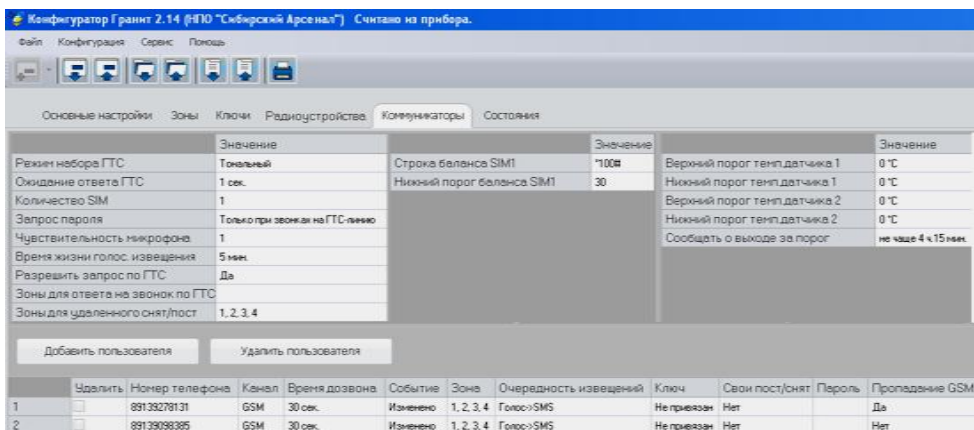 Конфигуратор Гранит 2.14 (НПО "Сибирский Арсенал") Считано из прибора.
Файл Конфигурация Сервис Помощь
Основные настройки Зоны Ключи Радиоустройства Коммуникаторы Состояния
Значение Значение Значение
Режим набора ГТС Тональный Строка баланса SIM1 *100# Верхний порог темп.датчика 1 0 °C
Ожидание ответа ГТС 1 сек. Нижний порог баланса SIM1 30 Нижний порог темп.датчика 1 0 °C
Количество SIM 1 Верхний порог темп.датчика 2 0 °C
Запрос пароля Только при звонках на ГТС-линию Нижний порог темп.датчика 2 0 °C
Чувствительность микрофона 1 Сообщать о выходе за порог не чаще 4 ч.15 мин.
Время жизни голос. извещения 5 мин.
Разрешить запрос по ГТС Да
Зоны для ответа на звонок по ГТС
Зоны для удаленного снят/пост 1, 2, 3, 4
Добавить пользователя Удалить пользователя
Удалить Номер телефона Канал Время дозвона Событие Зона Очередность извещений Ключ Свои пост/снят Пароль Пропадание GSM
1 89139278131 GSM 30 сек. Изменено 1, 2, 3, 4 Голос->SMS Не привязан Нет Да
2 89139098385 GSM 30 сек. Изменено 1, 2, 3, 4 Голос->SMS Не привязан Нет Нет